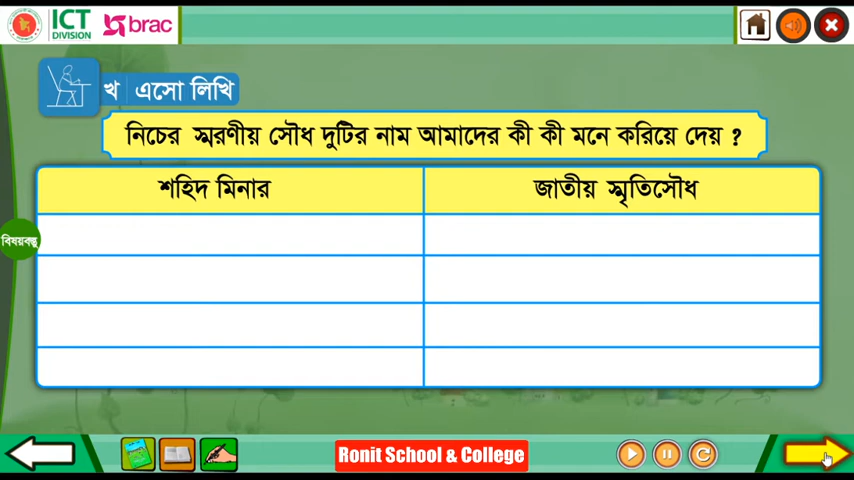 ICT
DIVISION
brac
খ এসো লিখি
নিচের স্মরণীয় সৌধ দুটির নাম আমাদের কী কী মনে করিয়ে দেয় ?
শহিদ মিনার
জাতীয় স্মৃতিসৌধ
বিষয়বস্তু
Ronit School & College